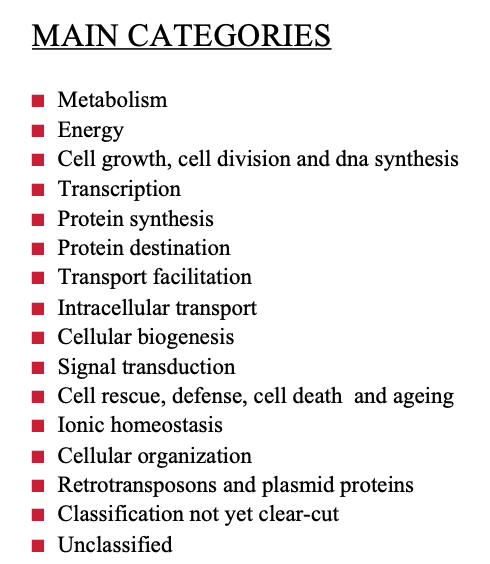 MAIN CATEGORIES
Metabolism
Energy
Cell growth, cell division and dna synthesis
Transcription
Protein synthesis
Protein destination
Transport facilitation
Intracellular transport
Cellular biogenesis
Signal transduction
Cell rescue, defense, cell death  and ageing
Ionic homeostasis
Cellular organization
Retrotransposons and plasmid proteins
Classification not yet clear-cut
Unclassified